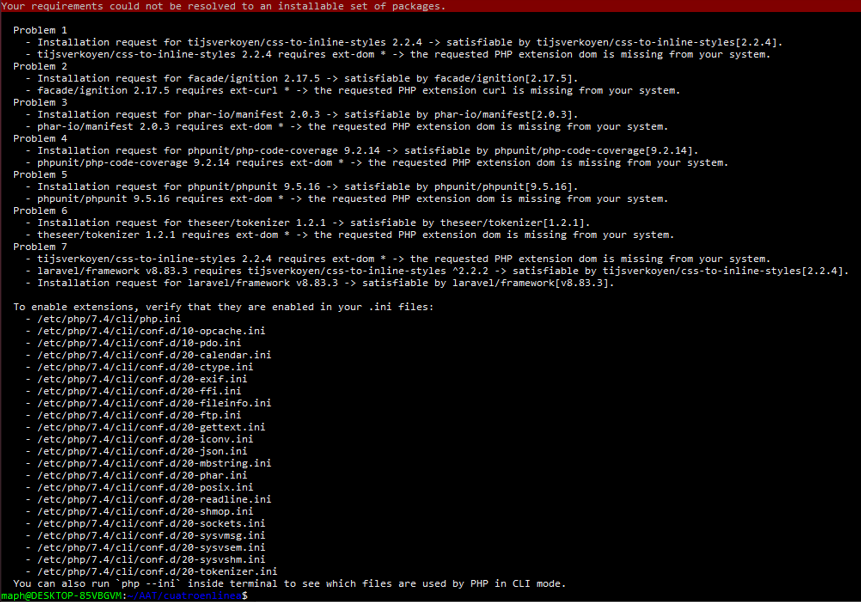 Your requirements could not be resolved to an installable set of packages.
Problem 1
- Installation request for tijsverkoyen/css-to-inline-styles 2.2.4 -> satisfiable by tijsverkoyen/css-to-inline-styles[2.2.4].
- tijsverkoyen/css-to-inline-styles 2.2.4 requires ext-dom * -> the requested PHP extension dom is missing from your system.
Problem 2
- Installation request for facade/ignition 2.17.5 -> satisfiable by facade/ignition[2.17.5].
- facade/ignition 2.17.5 requires ext-curl * -> the requested PHP extension curl is missing from your system.
Problem 3
- Installation request for phar-io/manifest 2.0.3 -> satisfiable by phar-io/manifest[2.0.3].
- phar-io/manifest 2.0.3 requires ext-dom * -> the requested PHP extension dom is missing from your system.
Problem 4
- Installation request for phpunit/php-code-coverage 9.2.14 -> satisfiable by phpunit/php-code-coverage[9.2.14].
- phpunit/php-code-coverage 9.2.14 requires ext-dom * -> the requested PHP extension dom is missing from your system.
Problem 5
- Installation request for phpunit/phpunit 9.5.16 -> satisfiable by phpunit/phpunit[9.5.16].
- phpunit/phpunit 9.5.16 requires ext-dom * -> the requested PHP extension dom is missing from your system.
Problem 6
- Installation request for theseer/tokenizer 1.2.1 -> satisfiable by theseer/tokenizer[1.2.1].
- theseer/tokenizer 1.2.1 requires ext-dom * -> the requested PHP extension dom is missing from your system.
Problem 7
- tijsverkoyen/css-to-inline-styles 2.2.4 requires ext-dom * -> the requested PHP extension dom is missing from your system.
- laravel/framework v8.83.3 requires tijsverkoyen/css-to-inline-styles ^2.2.2 -> satisfiable by tijsverkoyen/css-to-inline-styles[2.2.4].
- Installation request for laravel/framework v8.83.3 -> satisfiable by laravel/framework[v8.83.3].
To enable extensions, verify that they are enabled in your .ini files:
- /etc/php/7.4/cli/php.ini
- /etc/php/7.4/cli/conf.d/10-opcache.ini
- /etc/php/7.4/cli/conf.d/10-pdo.ini
- /etc/php/7.4/cli/conf.d/20-calendar.ini
- /etc/php/7.4/cli/conf.d/20-ctype.ini
- /etc/php/7.4/cli/conf.d/20-exif.ini
- /etc/php/7.4/cli/conf.d/20-ffi.ini
- /etc/php/7.4/cli/conf.d/20-fileinfo.ini
- /etc/php/7.4/cli/conf.d/20-ftp.ini
- /etc/php/7.4/cli/conf.d/20-gettext.ini
- /etc/php/7.4/cli/conf.d/20-iconv.ini
- /etc/php/7.4/cli/conf.d/20-json.ini
- /etc/php/7.4/cli/conf.d/20-mbstring.ini
- /etc/php/7.4/cli/conf.d/20-phar.ini
- /etc/php/7.4/cli/conf.d/20-posix.ini
- /etc/php/7.4/cli/conf.d/20-readline.ini
- /etc/php/7.4/cli/conf.d/20-shmop.ini
- /etc/php/7.4/cli/conf.d/20-sockets.ini
- /etc/php/7.4/cli/conf.d/20-sysvmsg.ini
- /etc/php/7.4/cli/conf.d/20-sysvsem.ini
- /etc/php/7.4/cli/conf.d/20-sysvshm.ini
- /etc/php/7.4/cli/conf.d/20-tokenizer.ini
You can also run `php --ini` inside terminal to see which files are used by PHP in CLI mode.
maph@DESKTOP-85VBGVM:~/AAT/cuatroonlinea$